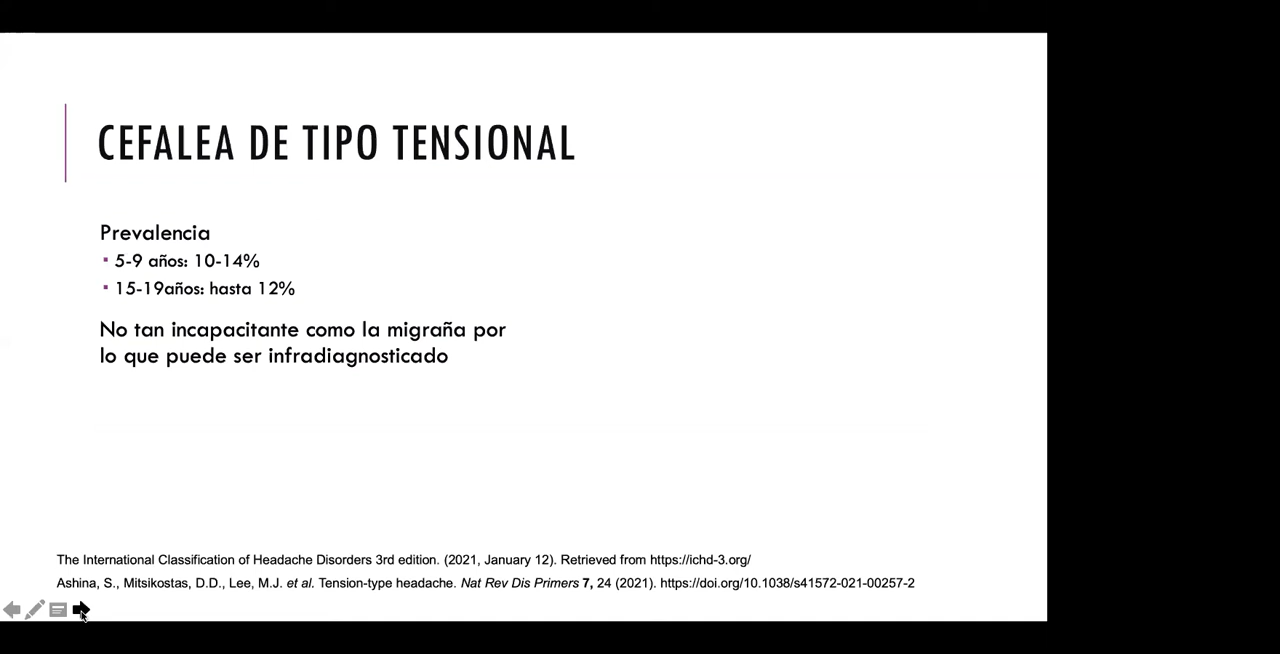 CEFALEA DE TIPO TENSIONAL
Prevalencia
▪ 5-9 años: 10-14%
▪ 15-19años: hasta 12%
No tan incapacitante como la migraña por
lo que puede ser infradiagnosticado
The International Classification of Headache Disorders 3rd edition. (2021, January 12). Retrieved from https://ichd-3.org/
Ashina, S., Mitsikostas, D.D., Lee, M.J. et al. Tension-type headache. Nat Rev Dis Primers 7, 24 (2021). https://doi.org/10.1038/s41572-021-00257-2